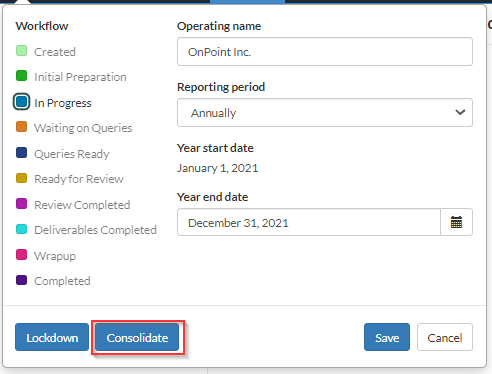 Workflow
Created
Initial Preparation
In Progress
Waiting on Queries
Queries Ready
Ready for Review
Review Completed
Deliverables Completed
Wrapup
Completed
Operating name
OnPoint Inc.
Reporting period
Annually
Year start date
January 1, 2021
Year end date
December 31, 2021
Lockdown
Consolidate
Save
Cancel